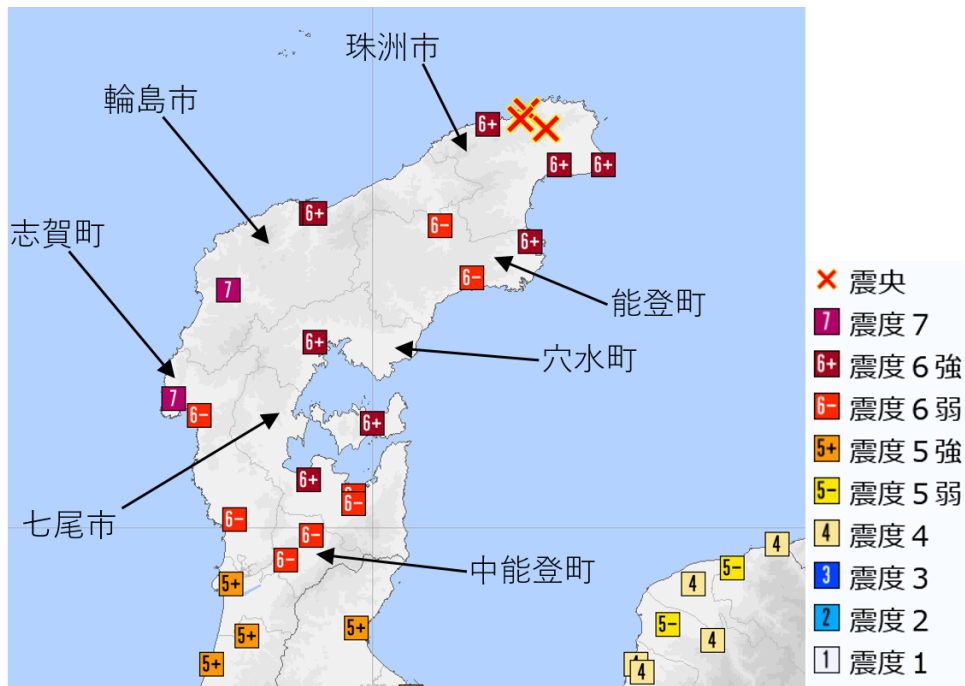 珠洲市
輪島市
6+
6+
6+
志賀町
6+
6-
6+
6-
7
能登町
6+
穴水町
7
6-
6+
6+
6-
七尾市
6-
6-
6-
中能登町
5+
5+
5+
5+
4
5-
4
5-
4
4
震央
7 震度7
6+ 震度6強
6- 震度6弱
5+ 震度5強
5- 震度5弱
4 震度4
3 震度3
2 震度2
1 震度1